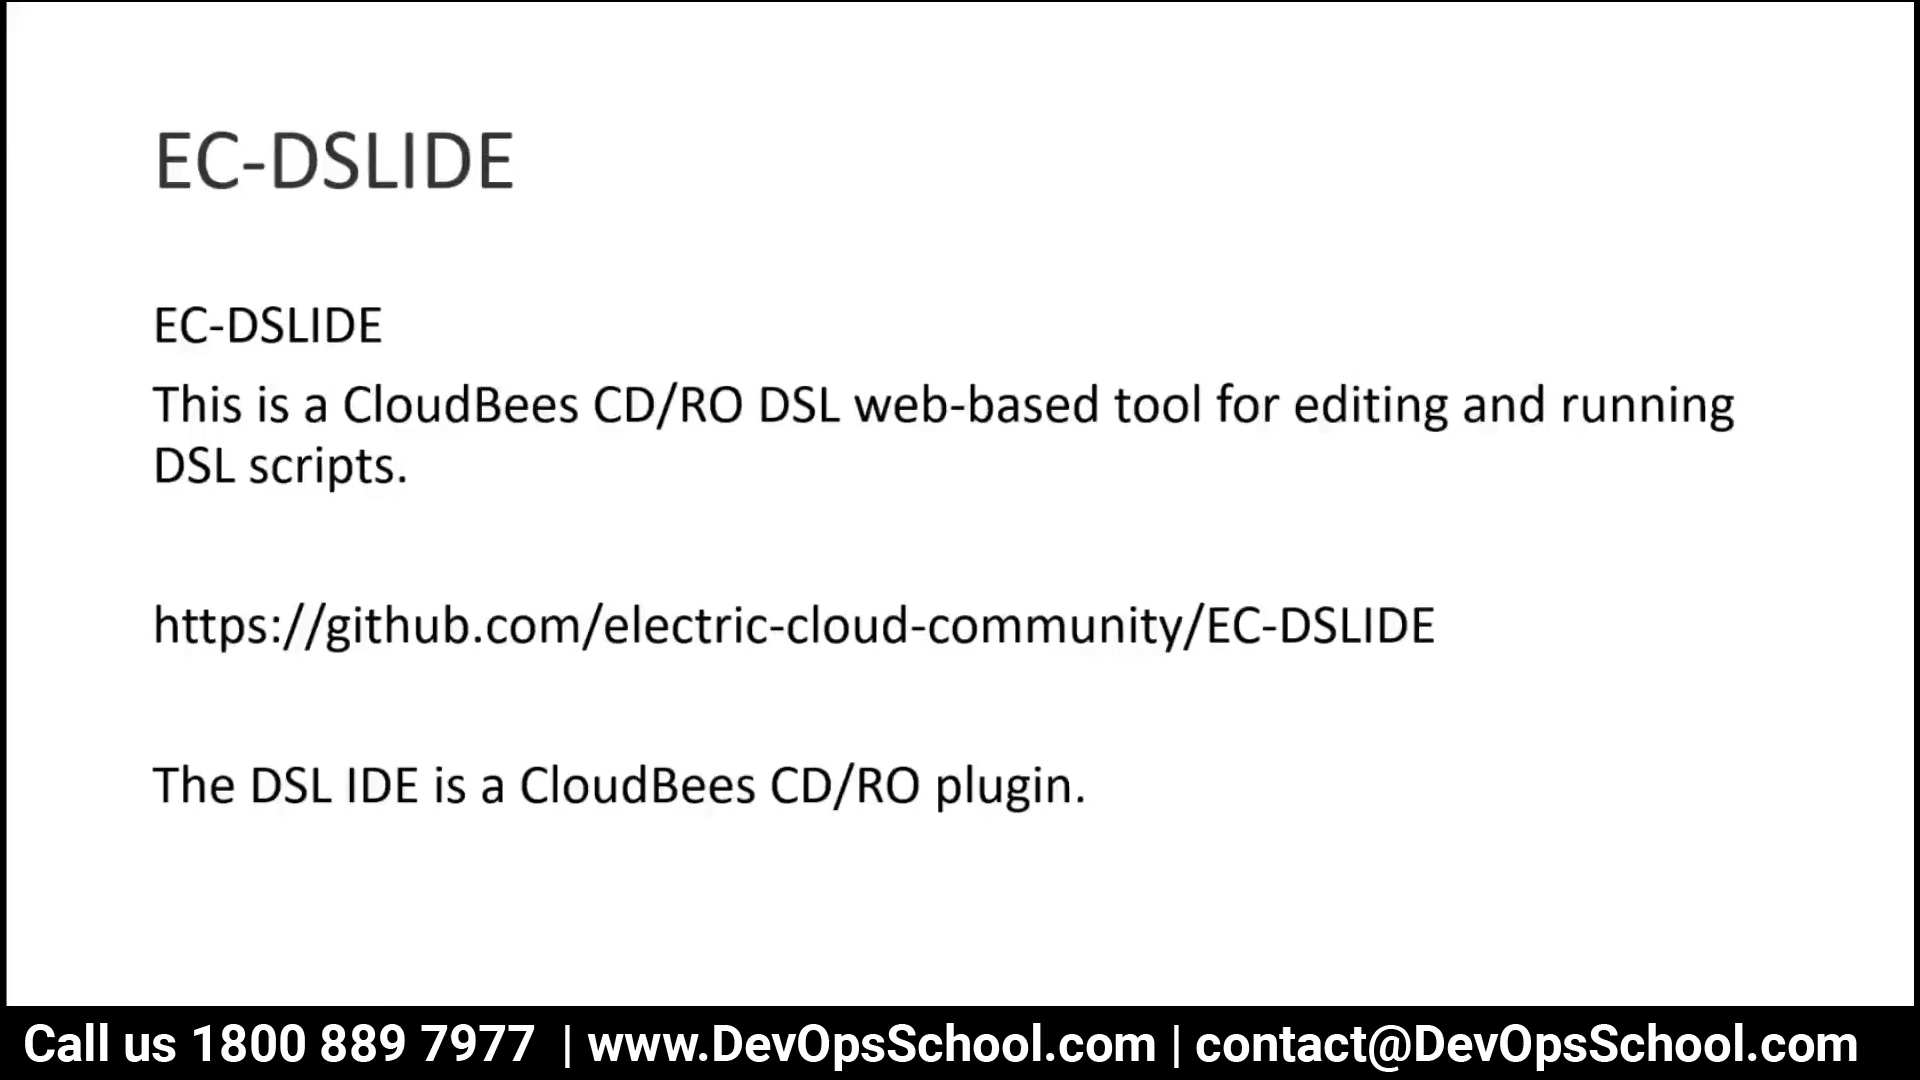 EC-DSLIDE
EC-DSLIDE
This is a CloudBees CD/RO DSL web-based tool for editing and running
DSL scripts.
https://github.com/electric-cloud-community/EC-DSLIDE
The DSL IDE is a CloudBees CD/RO plugin.
Call us 1800 889 7977 | www.DevOpsSchool.com | contact@DevOpsSchool.com